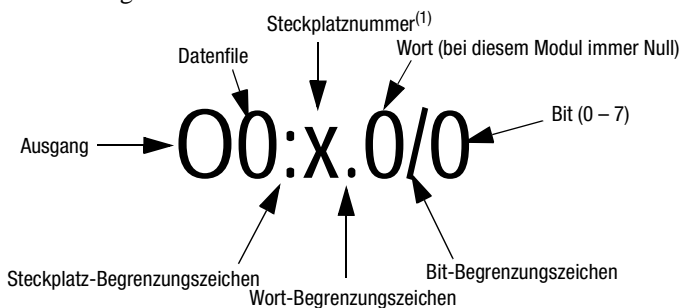 Steckplatznummer(1)
Wort (bei diesem Modul immer Null)
Datenfile
Bit (0 – 7)
Ausgang
O0:x.0/0
Steckplatz-Begrenzungszeichen
Bit-Begrenzungszeichen
Wort-Begrenzungszeichen